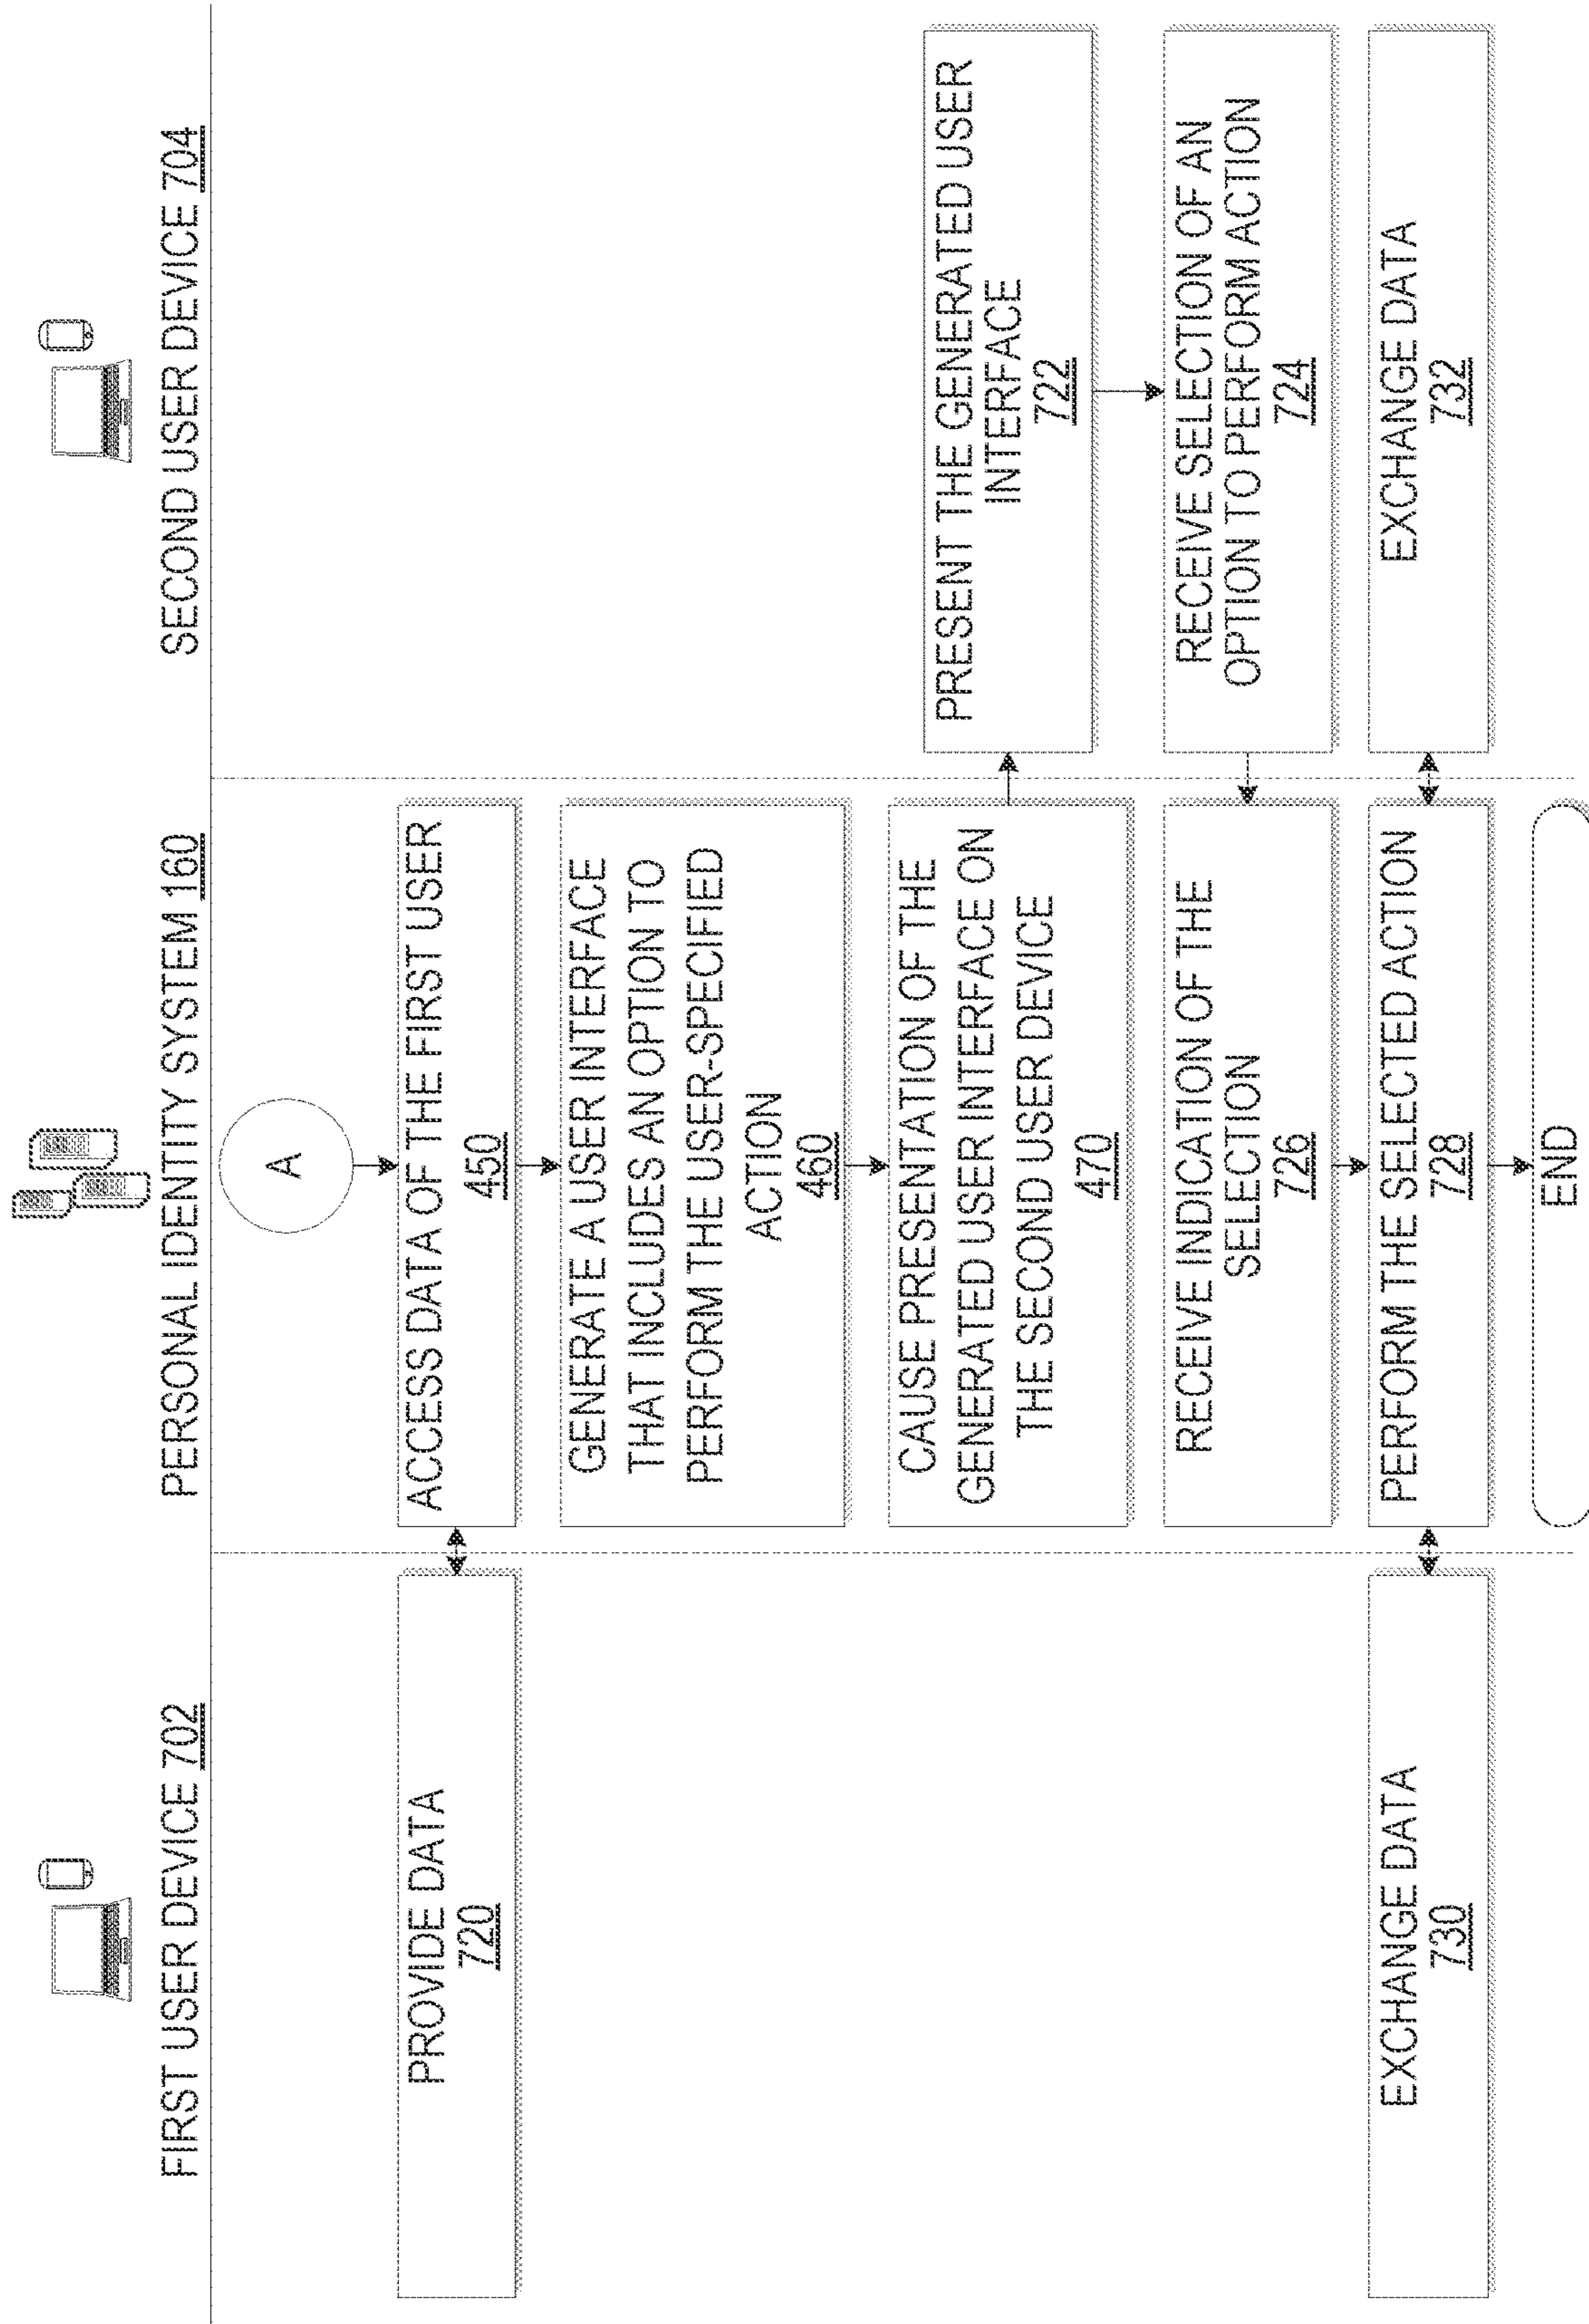 FIRST USER DEVICE 702
PERSONAL IDENTITY SYSTEM 160
SECOND USER DEVICE 704
A
PROVIDE DATA
720
ACCESS DATA OF THE FIRST USER
450
GENERATE A USER INTERFACE
THAT INCLUDES AN OPTION TO
PERFORM THE USER-SPECIFIED
ACTION
460
CAUSE PRESENTATION OF THE
GENERATED USER INTERFACE ON
THE SECOND USER DEVICE
470
PRESENT THE GENERATED USER
INTERFACE
722
RECEIVE SELECTION OF AN
OPTION TO PERFORM ACTION
724
RECEIVE INDICATION OF THE
SELECTION
726
EXCHANGE DATA
730
PERFORM THE SELECTED ACTION
728
EXCHANGE DATA
732
END